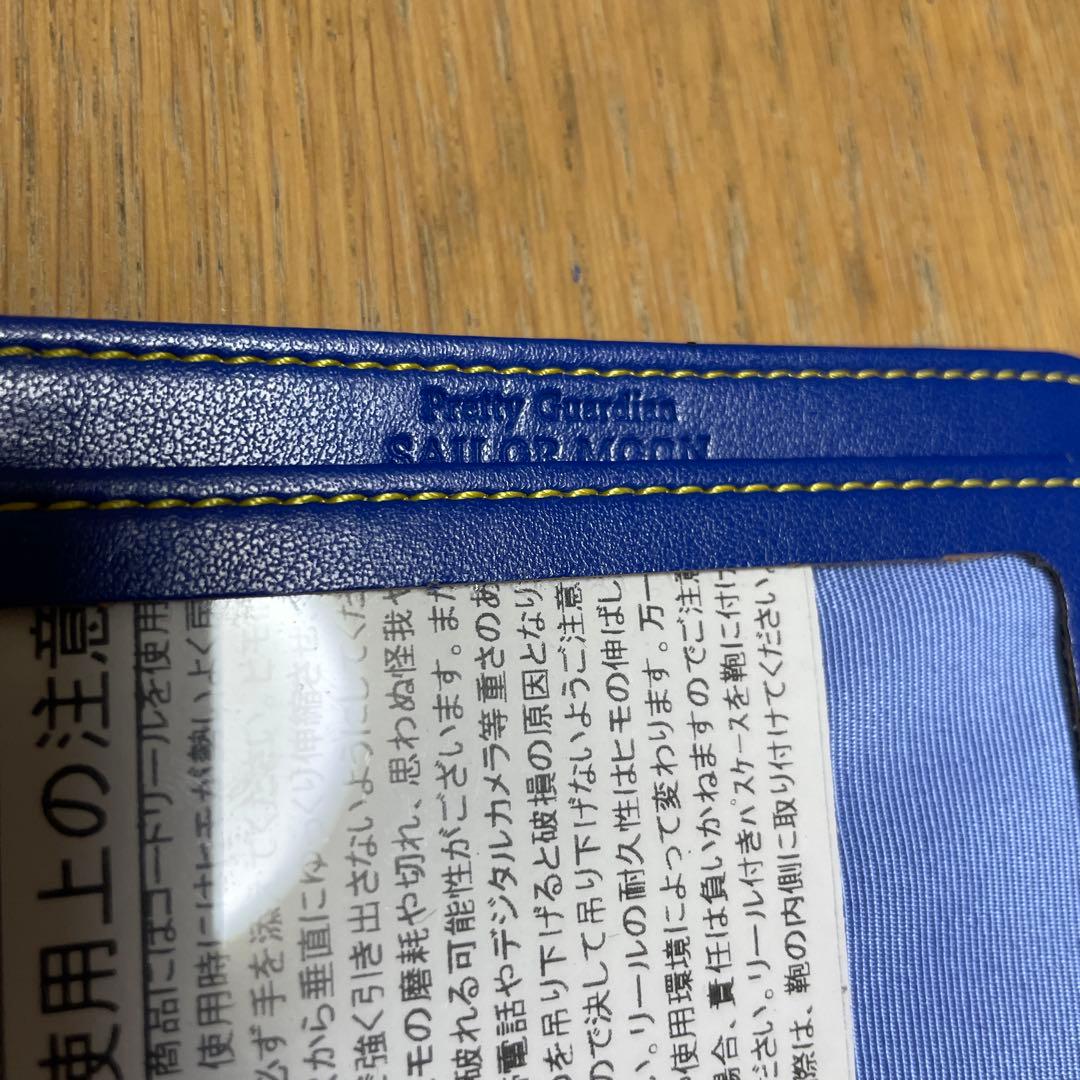 Pretty Guardian
SAILOR MOON
使用上の注意
商品にはコードリールを使用
使用時には
必ず手を添
から垂直にゆっくり伸縮さ
強く引き出さないように
モの磨耗や切れ、思わぬ怪我や
破れる可能性がございます。また
電話やデジタルカメラ等重さのあ
を吊り下げると破損の原因となり
ので決して吊り下げないようご注意
い。リールの耐久性はヒモの伸ばし
使用環境によって変わります。万一
場合、責任は負いかねますのでご注意
ださい。リール付きパスケースを鞄に付け
際は、鞄の内側に取り付けてください。